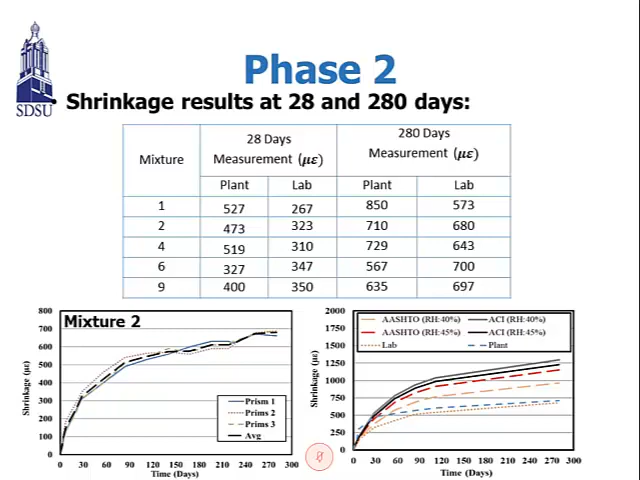 SDSU
Phase 2
Shrinkage results at 28 and 280 days:
Mixture
28 Days
Measurement (με)
280 Days
Measurement (με)
Plant Lab Plant Lab
1 527 267 850 573
2 473 323 710 680
4 519 310 729 643
6 327 347 567 700
9 400 350 635 697
Mixture 2
Shrinkage (με)
800
700
600
500
400
300
200
100
0
0 30 60 90 120 150 180 210 240 270 300
Time (Days)
Prism 1
Prims 2
Prims 3
Avg
Shrinkage (με)
2000
1750
1500
1250
1000
750
500
250
0
0 30 60 90 120 150 180 210 240 270 300
Time (Days)
AASHTO (RH:40%) ACI (RH:40%)
AASHTO (RH:45%) ACI (RH:45%)
Lab Plant